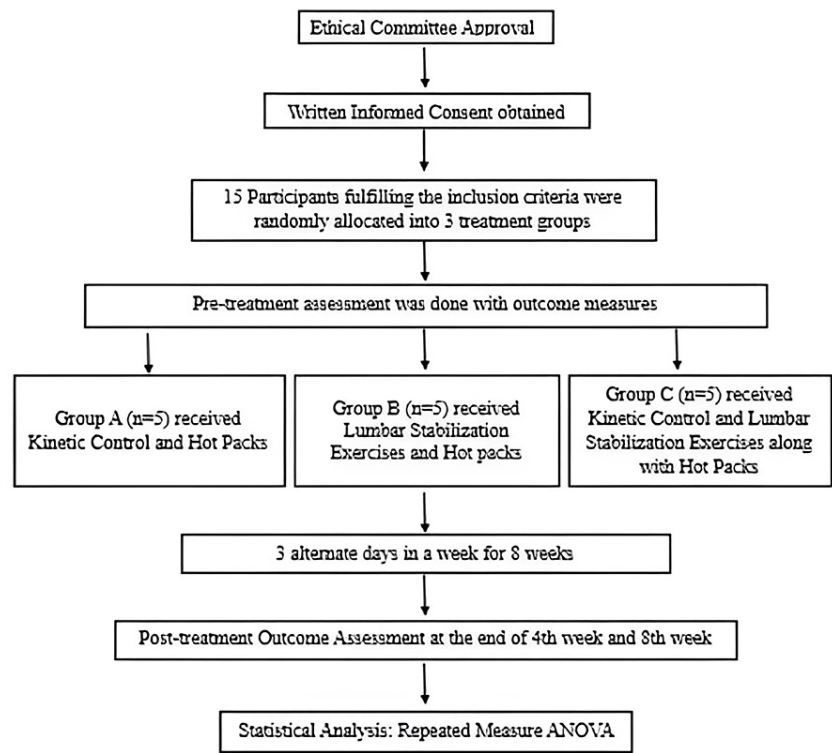 Ethical Committee Approval
Written Informed Consent obtained
15 Participants fulfilling the inclusion criteria were
randomly allocated into 3 treatment groups
Pre-treatment assessment was done with outcome measures
Group A (n=5) received
Kinetic Control and Hot Packs
Group B (n=5) received
Lumbar Stabilization
Exercises and Hot packs
Group C (n=5) received
Kinetic Control and Lumbar
Stabilization Exercises along
with Hot Packs
3 alternate days in a week for 8 weeks
Post-treatment Outcome Assessment at the end of 4th week and 8th week
Statistical Analysis: Repeated Measure ANOVA